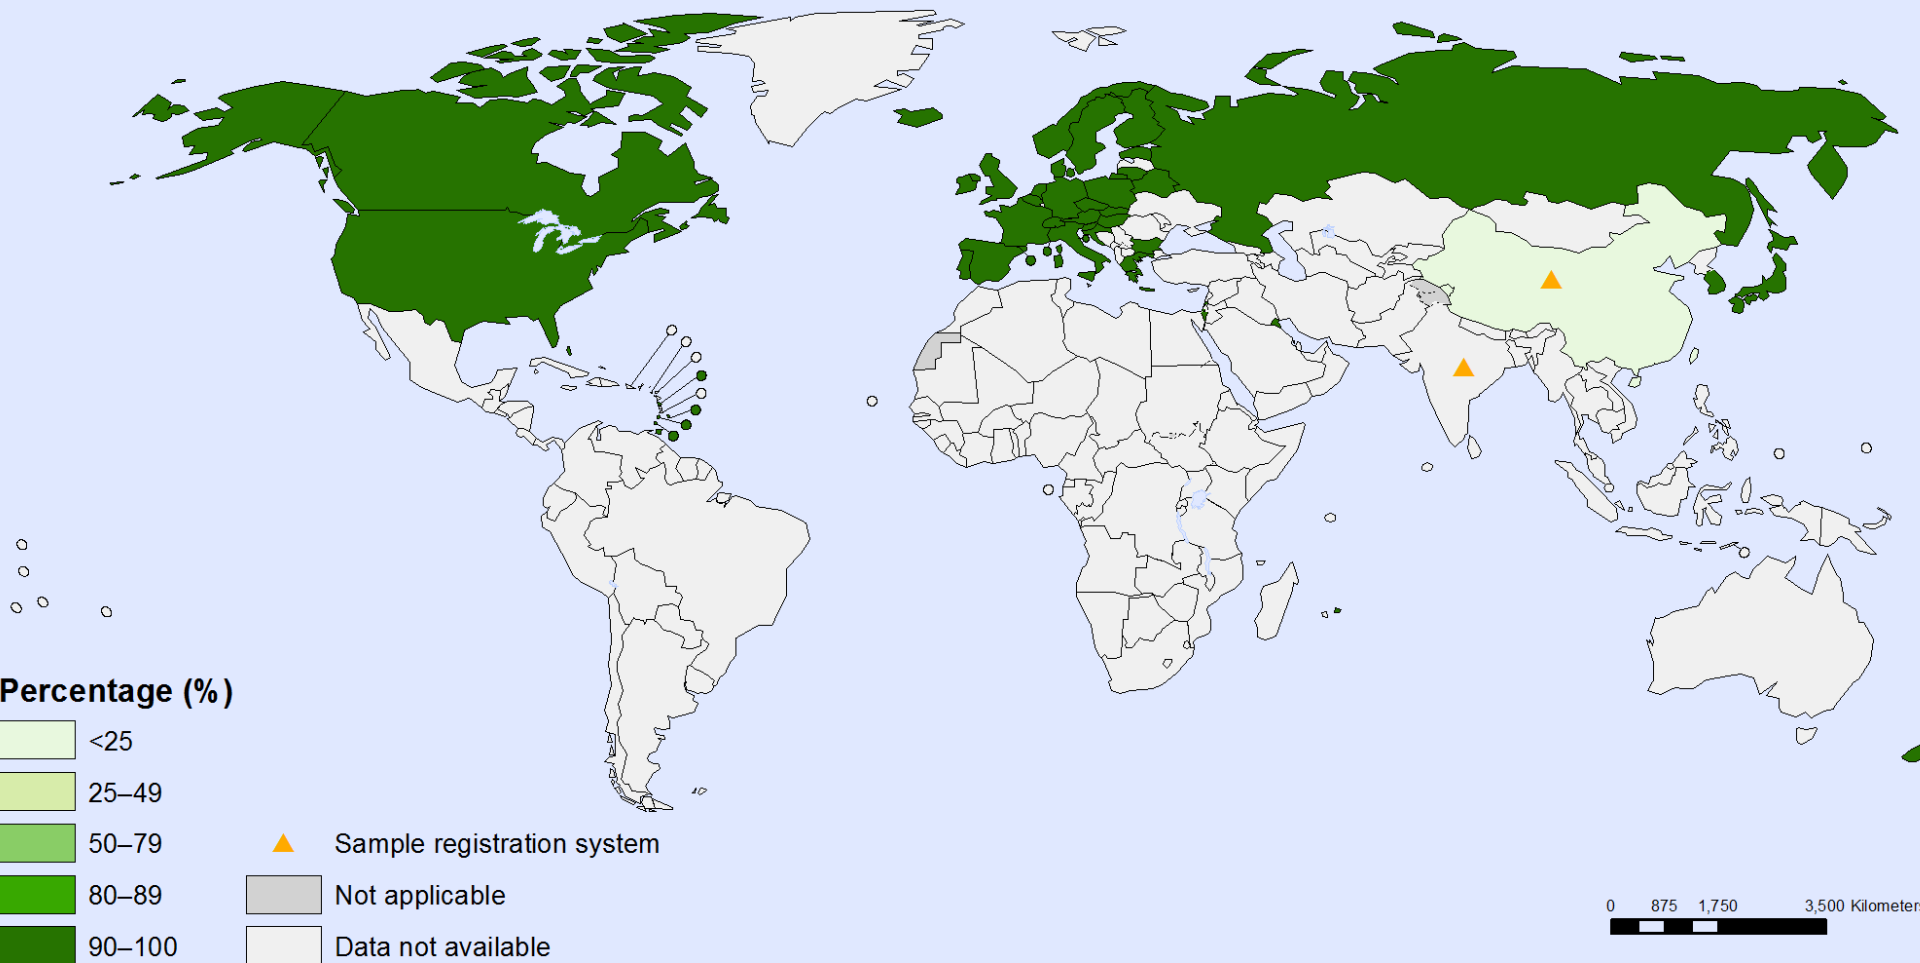 Percentage (%)
<25
25–49
50–79
80–89
90–100
Sample registration system
Not applicable
Data not available
0 875 1,750 3,500 Kilometers